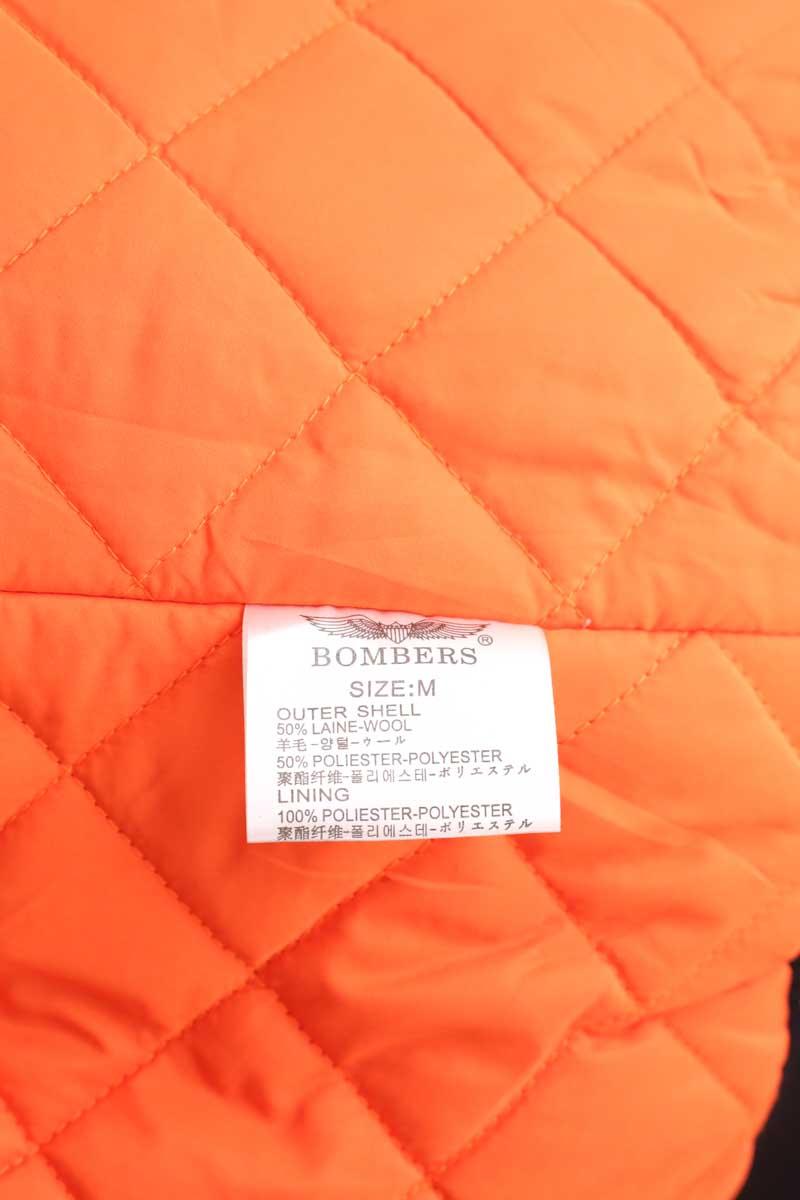 BOMBERS®
SIZE:M
OUTER SHELL
50% LAINE-WOOL
羊毛-양털-ウール
50% POLIESTER-POLYESTER
聚酯纤维-폴리에스테-ポリエステル
LINING
100% POLIESTER-POLYESTER
聚酯纤维-폴리에스테-ポリエステル